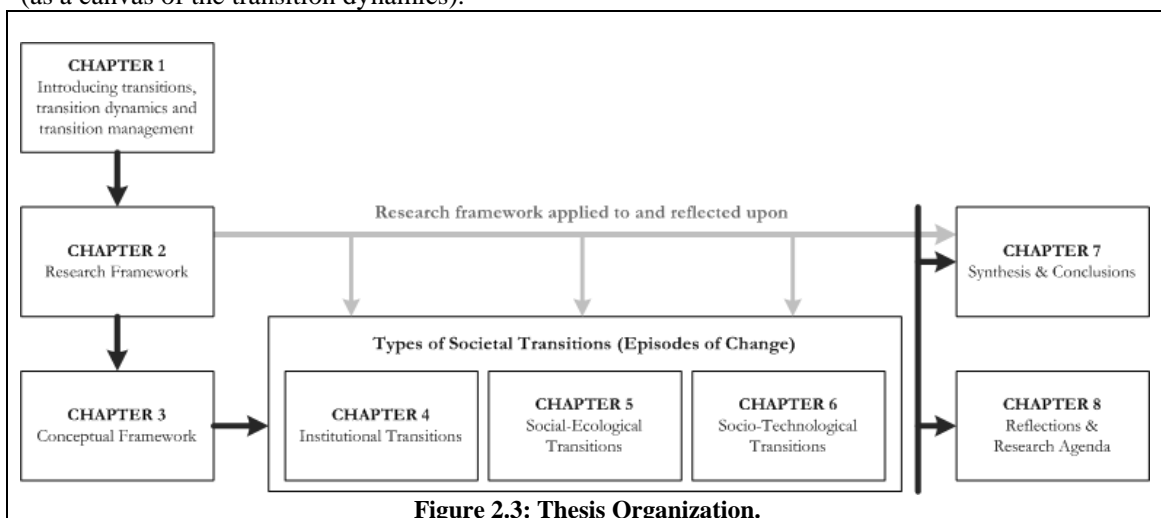 (as a canvas of the transition dynamics).
CHAPTER 1
Introducing transitions,
transition dynamics and
transition management
Research framework applied to and reflected upon
CHAPTER 2
Research Framework
CHAPTER 7
Synthesis & Conclusions
Types of Societal Transitions (Episodes of Change)
CHAPTER 3
Conceptual Framework
CHAPTER 4
Institutional Transitions
CHAPTER 5
Social-Ecological
Transitions
CHAPTER 6
Socio-Technological
Transitions
CHAPTER 8
Reflections &
Research Agenda
Figure 2.3: Thesis Organization.